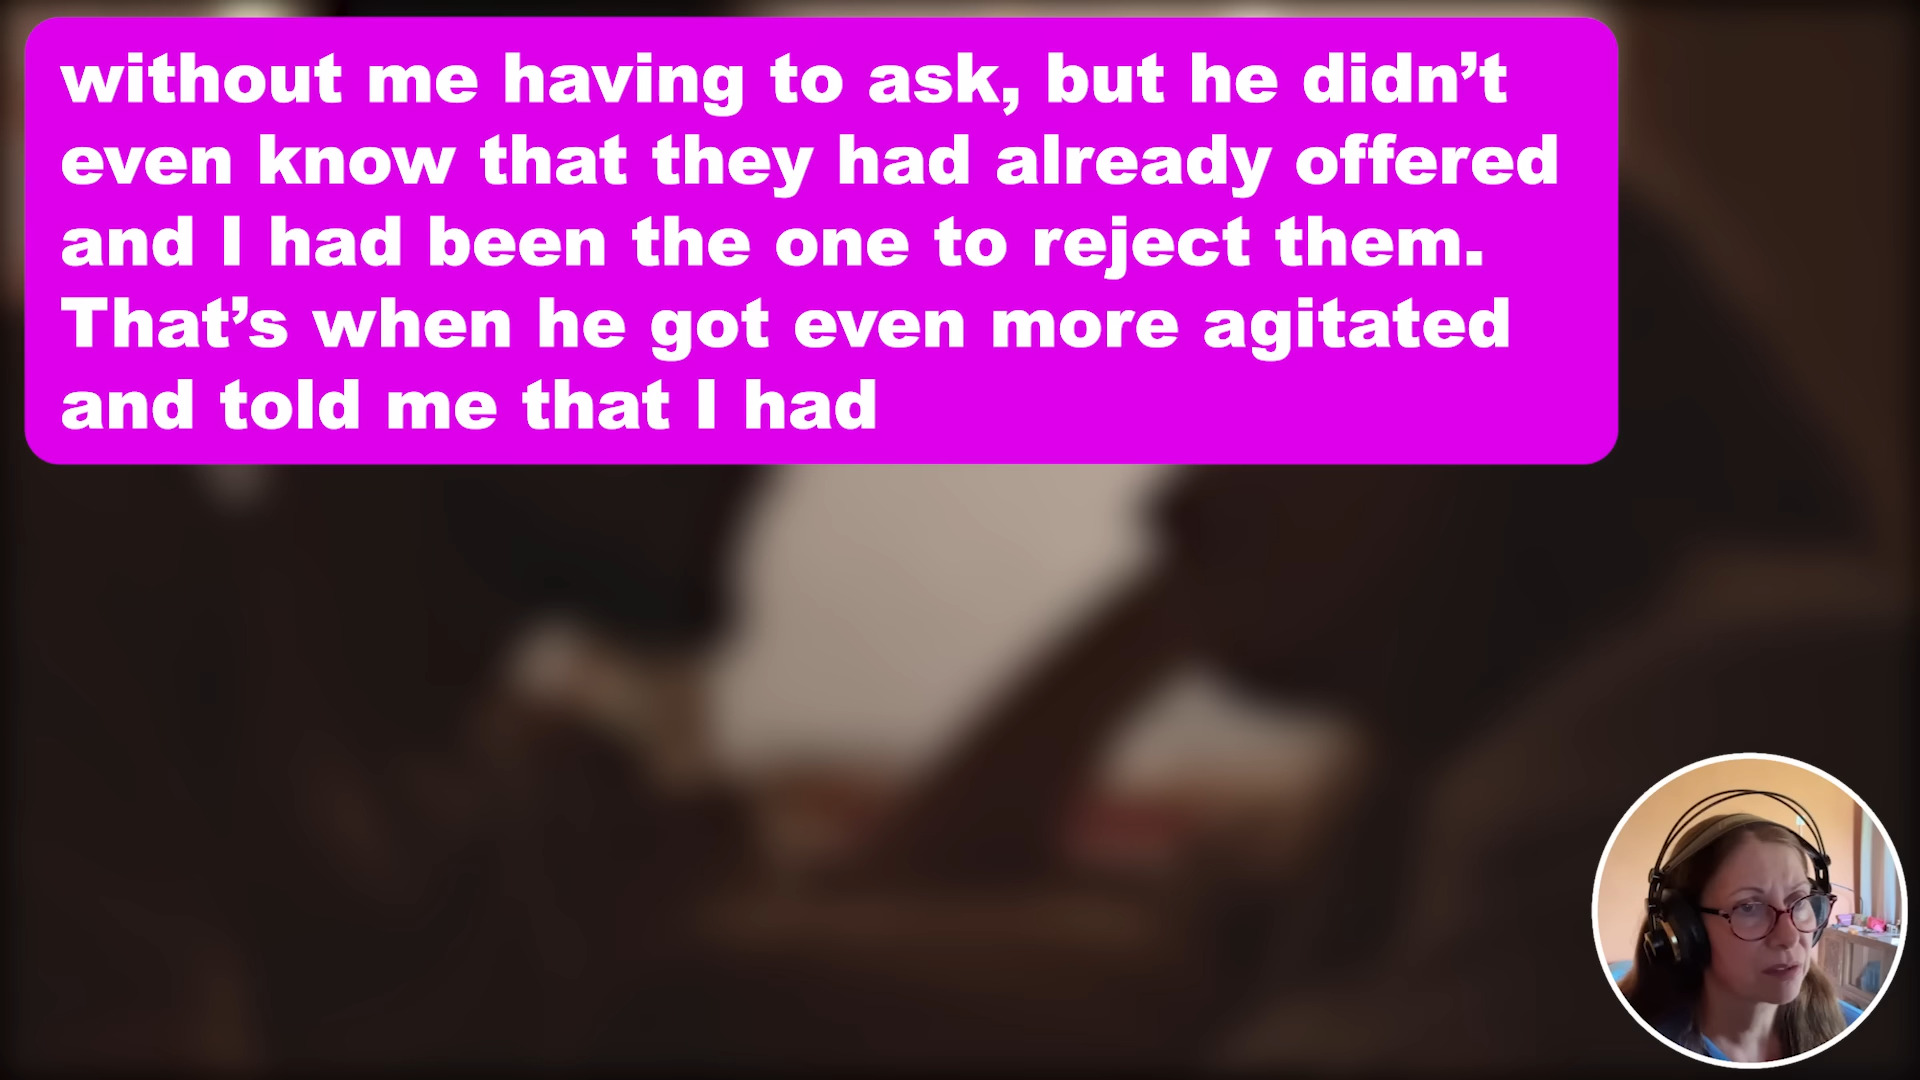 without me having to ask, but he didn’t
even know that they had already offered
and I had been the one to reject them.
That’s when he got even more agitated
and told me that I had